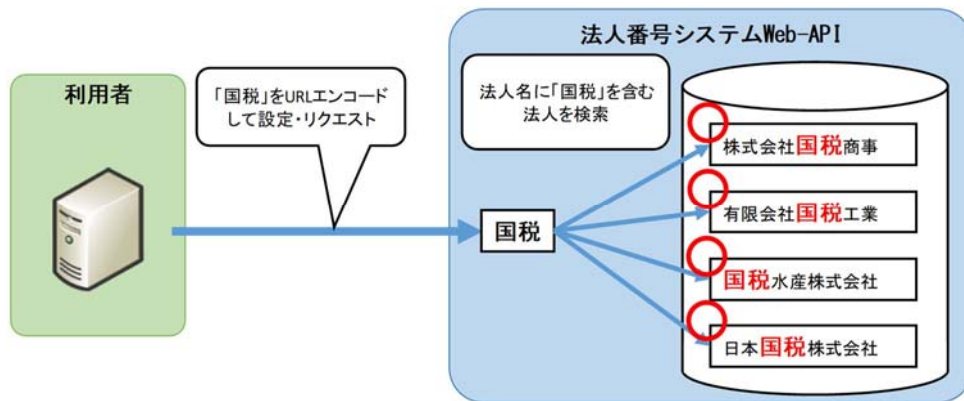 法人番号システムWeb-API
利用者
「国税」をURLエンコード
して設定・リクエスト
法人名に「国税」を含む
法人を検索
国税
株式会社国税商事
有限会社国税工業
国税水産株式会社
日本国税株式会社